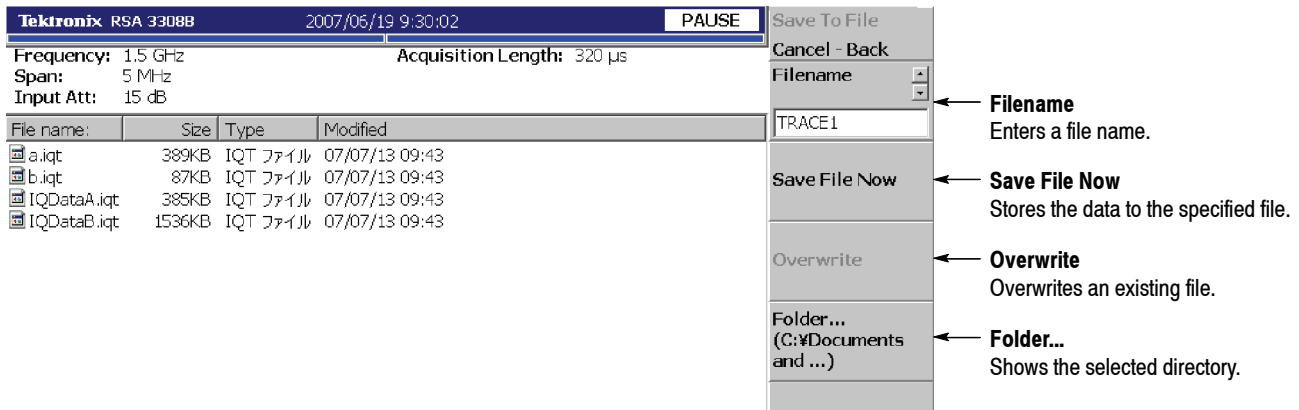 Tektronix RSA 3308B 2007/06/19 9:30:02 PAUSE
Frequency: 1.5 GHz Acquisition Length: 320 µs
Span: 5 MHz
Input Att: 15 dB
File name: Size Type Modified
a.iqt 389KB IQT ファイル 07/07/13 09:43
b.iqt 87KB IQT ファイル 07/07/13 09:43
IQDataA.iqt 385KB IQT ファイル 07/07/13 09:43
IQDataB.iqt 1536KB IQT ファイル 07/07/13 09:43
Save To File
Cancel - Back
Filename
TRACE1
Save File Now
Overwrite
Folder...
(C:¥Documents
and ...)
Filename
Enters a file name.
Save File Now
Stores the data to the specified file.
Overwrite
Overwrites an existing file.
Folder...
Shows the selected directory.